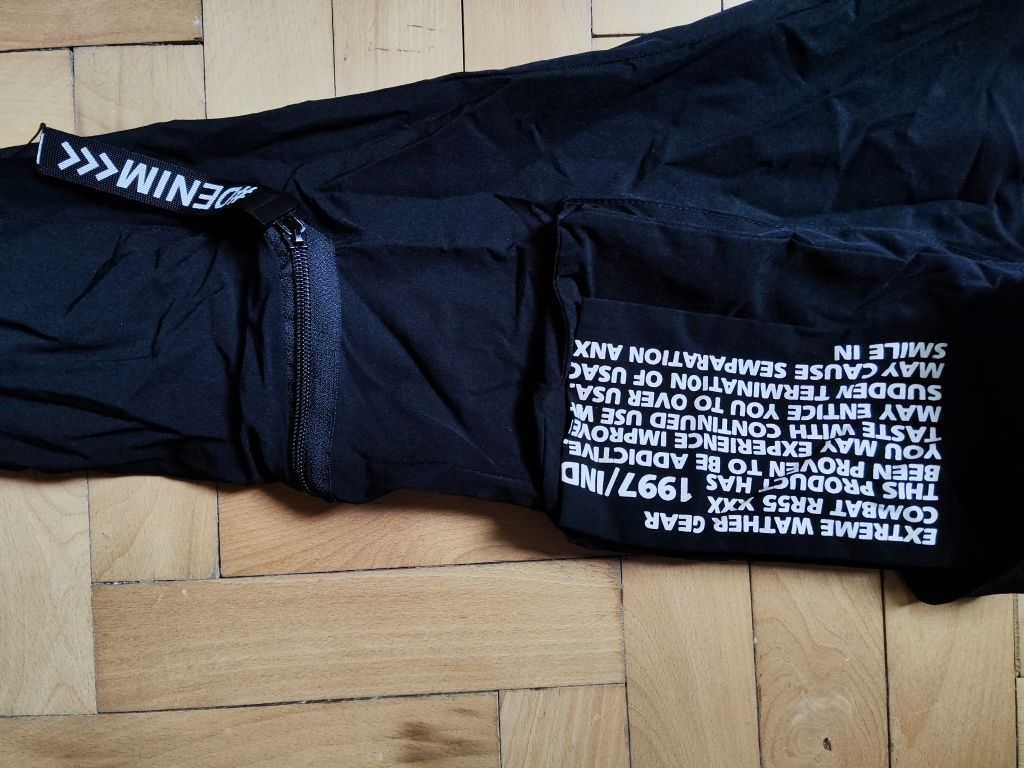 #DENIM<<<
EXTREME WATHER GEAR
COMBAT RR55 XXX
THIS PRODUCT HAS 1997/IND
BEEN PROVEN TO BE ADDICTIVE.
YOU MAY EXPERIENCE IMPROVE
TASTE WITH CONTINUED USE
MAY ENTICE YOU TO OVER USA
SUDDEN TERMINATION OF USAG
MAY CAUSE SEMPARATION ANX
SMILE IN